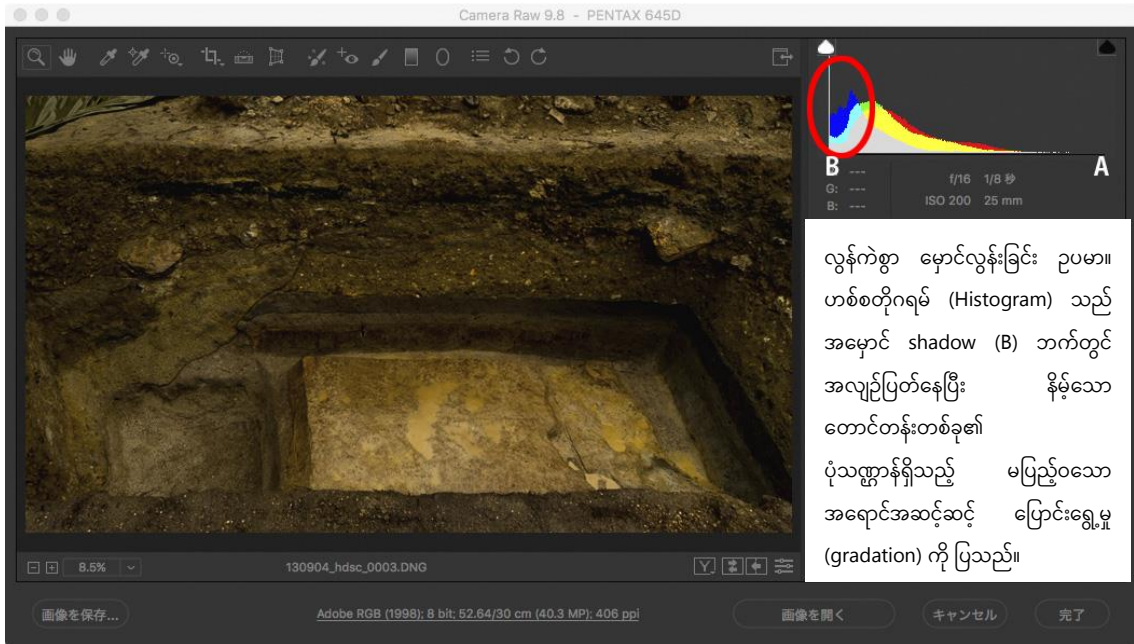 Camera Raw 9.8 - PENTAX 645D
B
A
G: ---
B: ---
f/16 1/8 秒
ISO 200 25 mm
လွန်ကဲစွာ မှောင်လွန်းခြင်း ဥပမာ။
ဟစ်စတိုဂရမ် (Histogram) သည်
အမှောင် shadow (B) ဘက်တွင်
အလျဉ်ပြတ်နေပြီး နိမ့်သော
တောင်တန်းတစ်ခု၏
ပုံသဏ္ဌာန်ရှိသည့် မပြည့်ဝသော
အရောင်အဆင့်ဆင့် ပြောင်းရွှေ့မှု
(gradation) ကို ပြသည်။
8.5%
130904_hdsc_0003.DNG
Y
画像を保存...
Adobe RGB (1998); 8 bit; 52.64/30 cm (40.3 MP); 406 ppi
画像を開く
キャンセル
完了